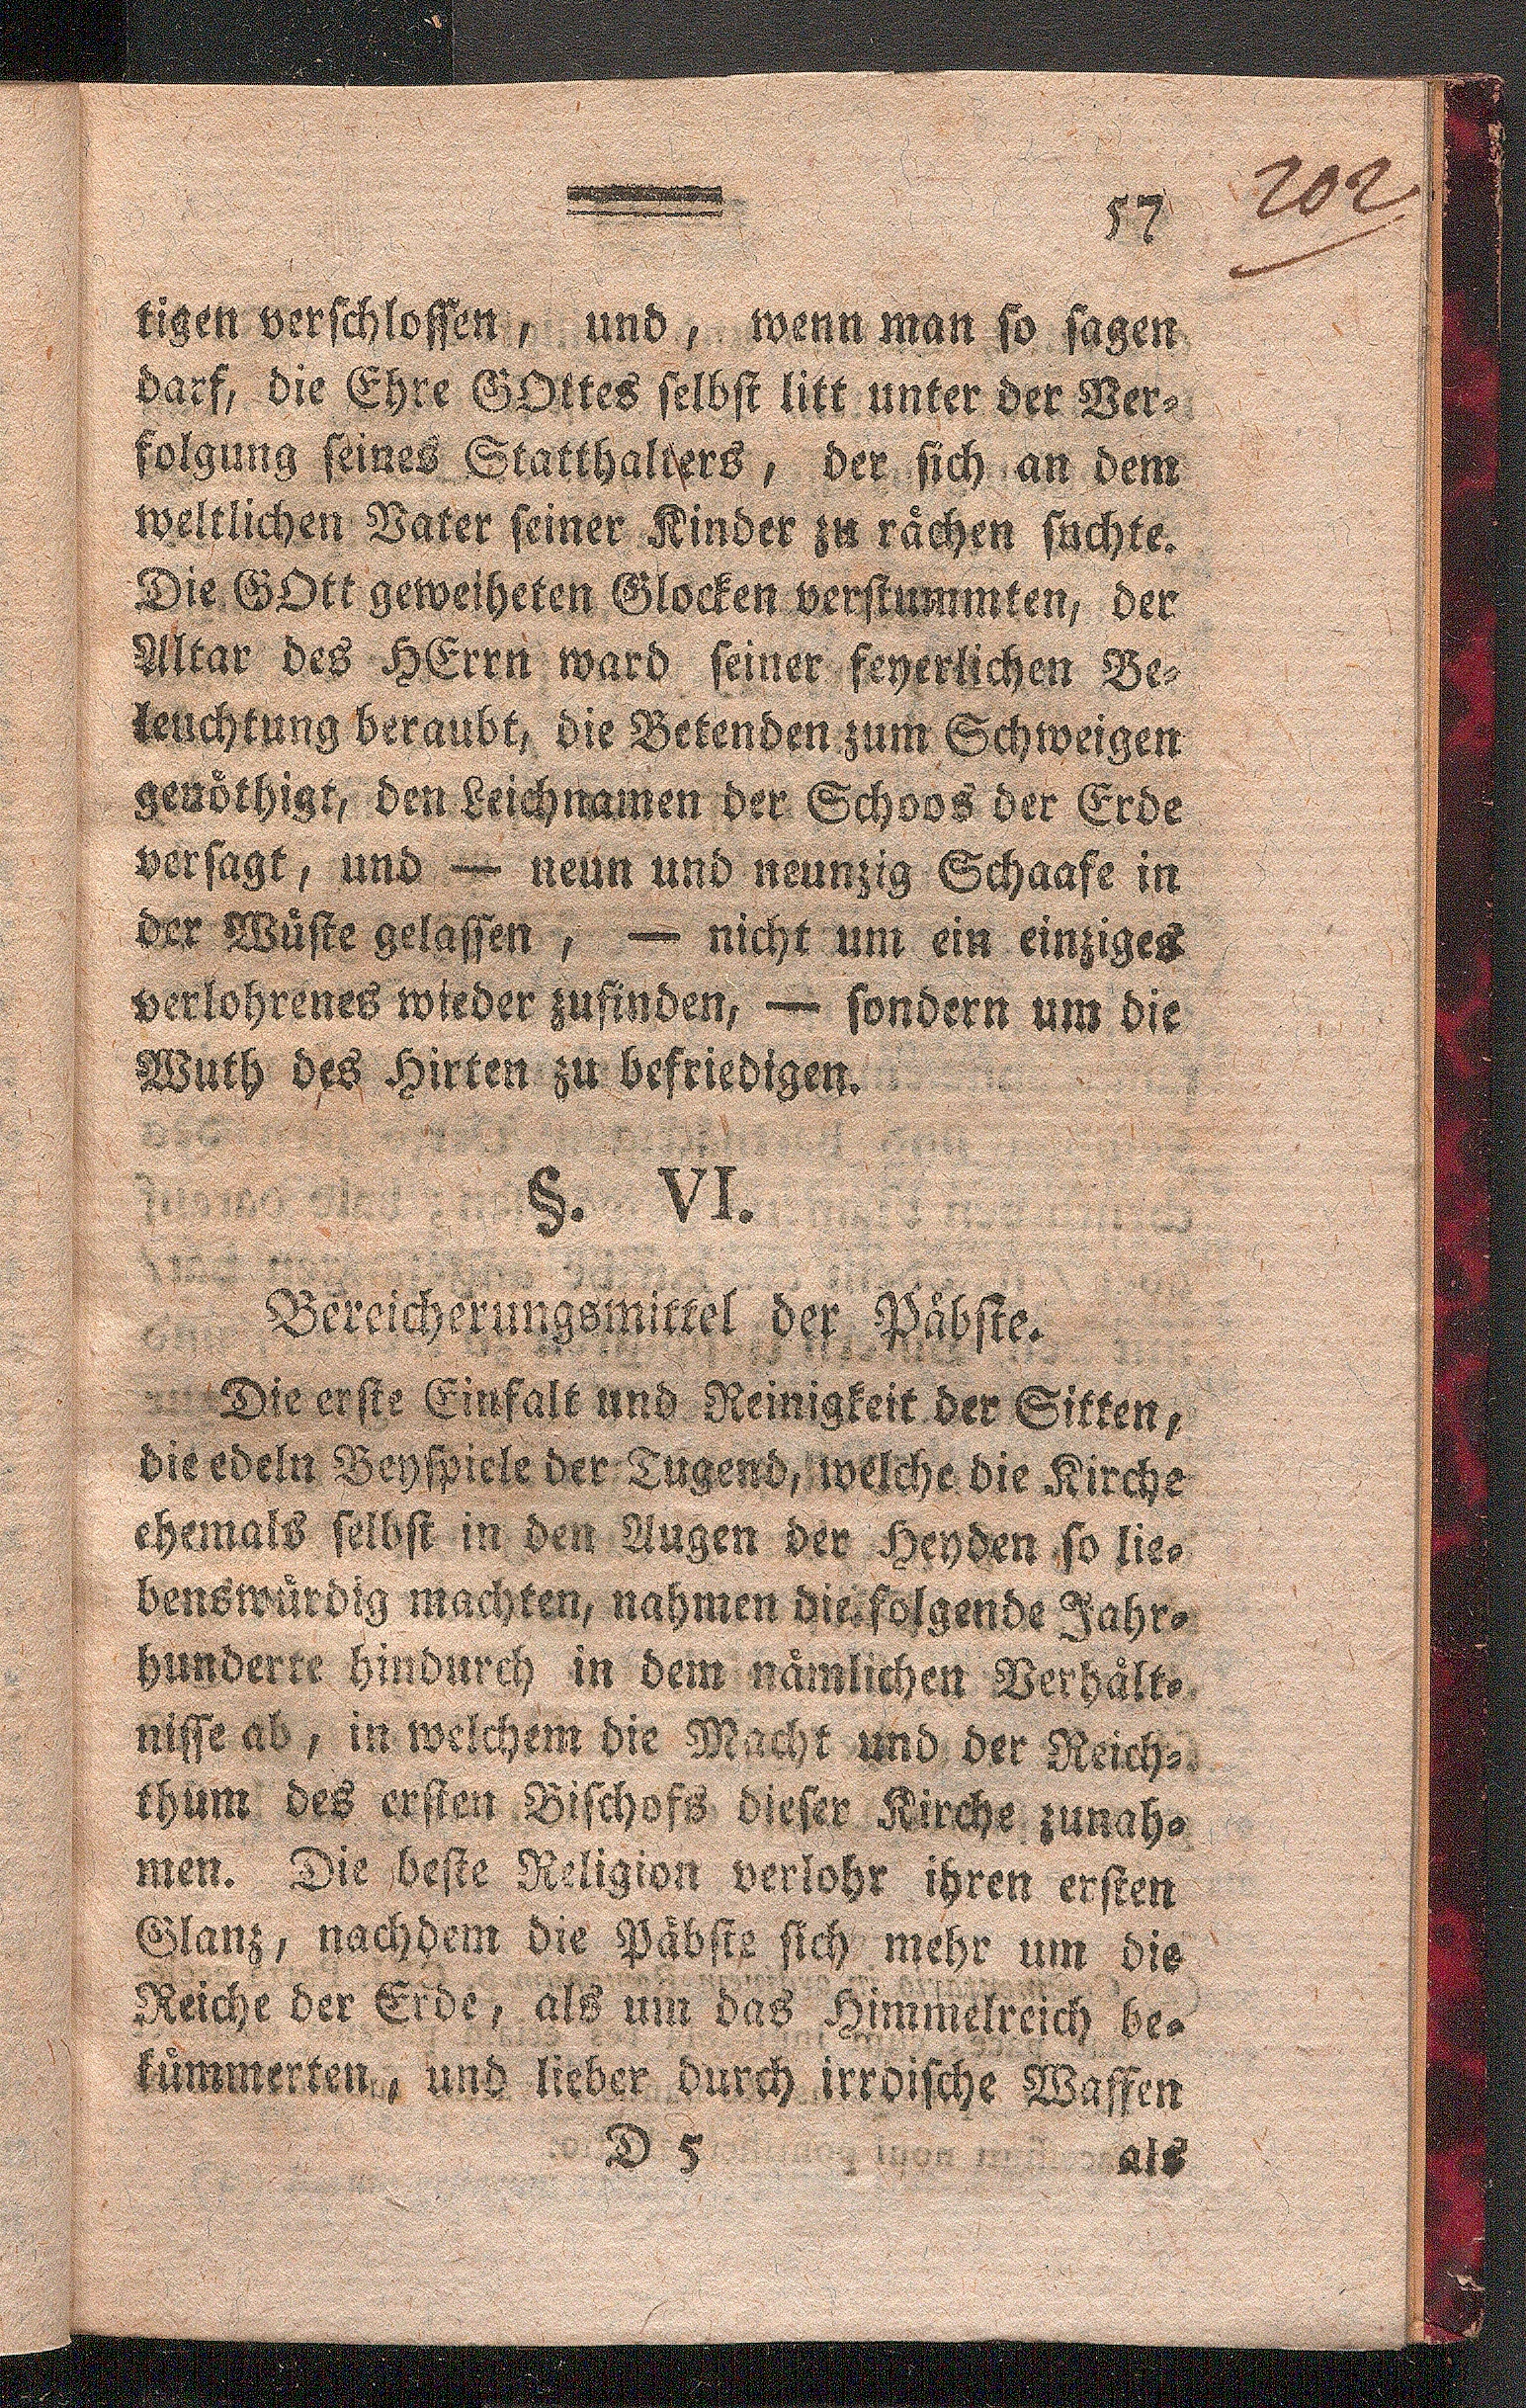 57
202
tigen verschlossen, und, wenn man so sagen
darf, die Ehre GOttes selbst litt unter der Ver-
folgung seines Statthalters, der sich an dem
weltlichen Vater seiner Kinder zu rächen suchte.
Die GOtt geweiheten Glocken verstummten, der
Altar des HErrn ward seiner feyerlichen Be-
leuchtung beraubt, die Betenden zum Schweigen
genöthigt, den Leichnamen der Schoos der Erde
versagt, und — neun und neunzig Schaafe in
der Wüste gelassen, — nicht um ein einziges
verlohrenes wieder zufinden, — sondern um die
Wuth des Hirten zu befriedigen.
§. VI.
Bereicherungsmittel der Päbste.
Die erste Einfalt und Reinigkeit der Sitten,
die edeln Beyspiele der Tugend, welche die Kirche
ehemals selbst in den Augen der Heyden so lie-
benswürdig machten, nahmen die folgende Jahr-
hunderte hindurch in dem nämlichen Verhält-
nisse ab, in welchem die Macht und der Reich-
thum des ersten Bischofs dieser Kirche zunah-
men. Die beste Religion verlohr ihren ersten
Glanz, nachdem die Päbste sich mehr um die
Reiche der Erde, als um das Himmelreich be-
kümmerten, und lieber durch irrdische Waffen
D 5 als